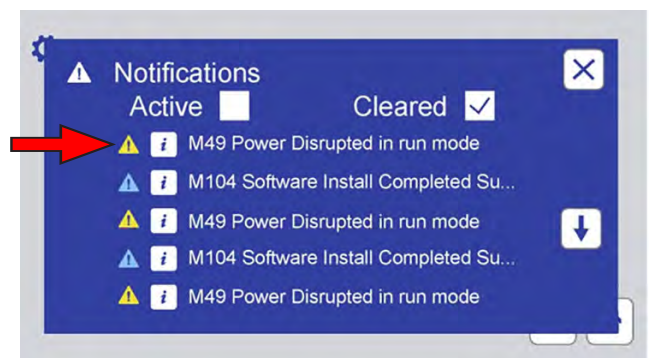 Notifications
Active Cleared
M49 Power Disrupted in run mode
M104 Software Install Completed Su...
M49 Power Disrupted in run mode
M104 Software Install Completed Su...
M49 Power Disrupted in run mode